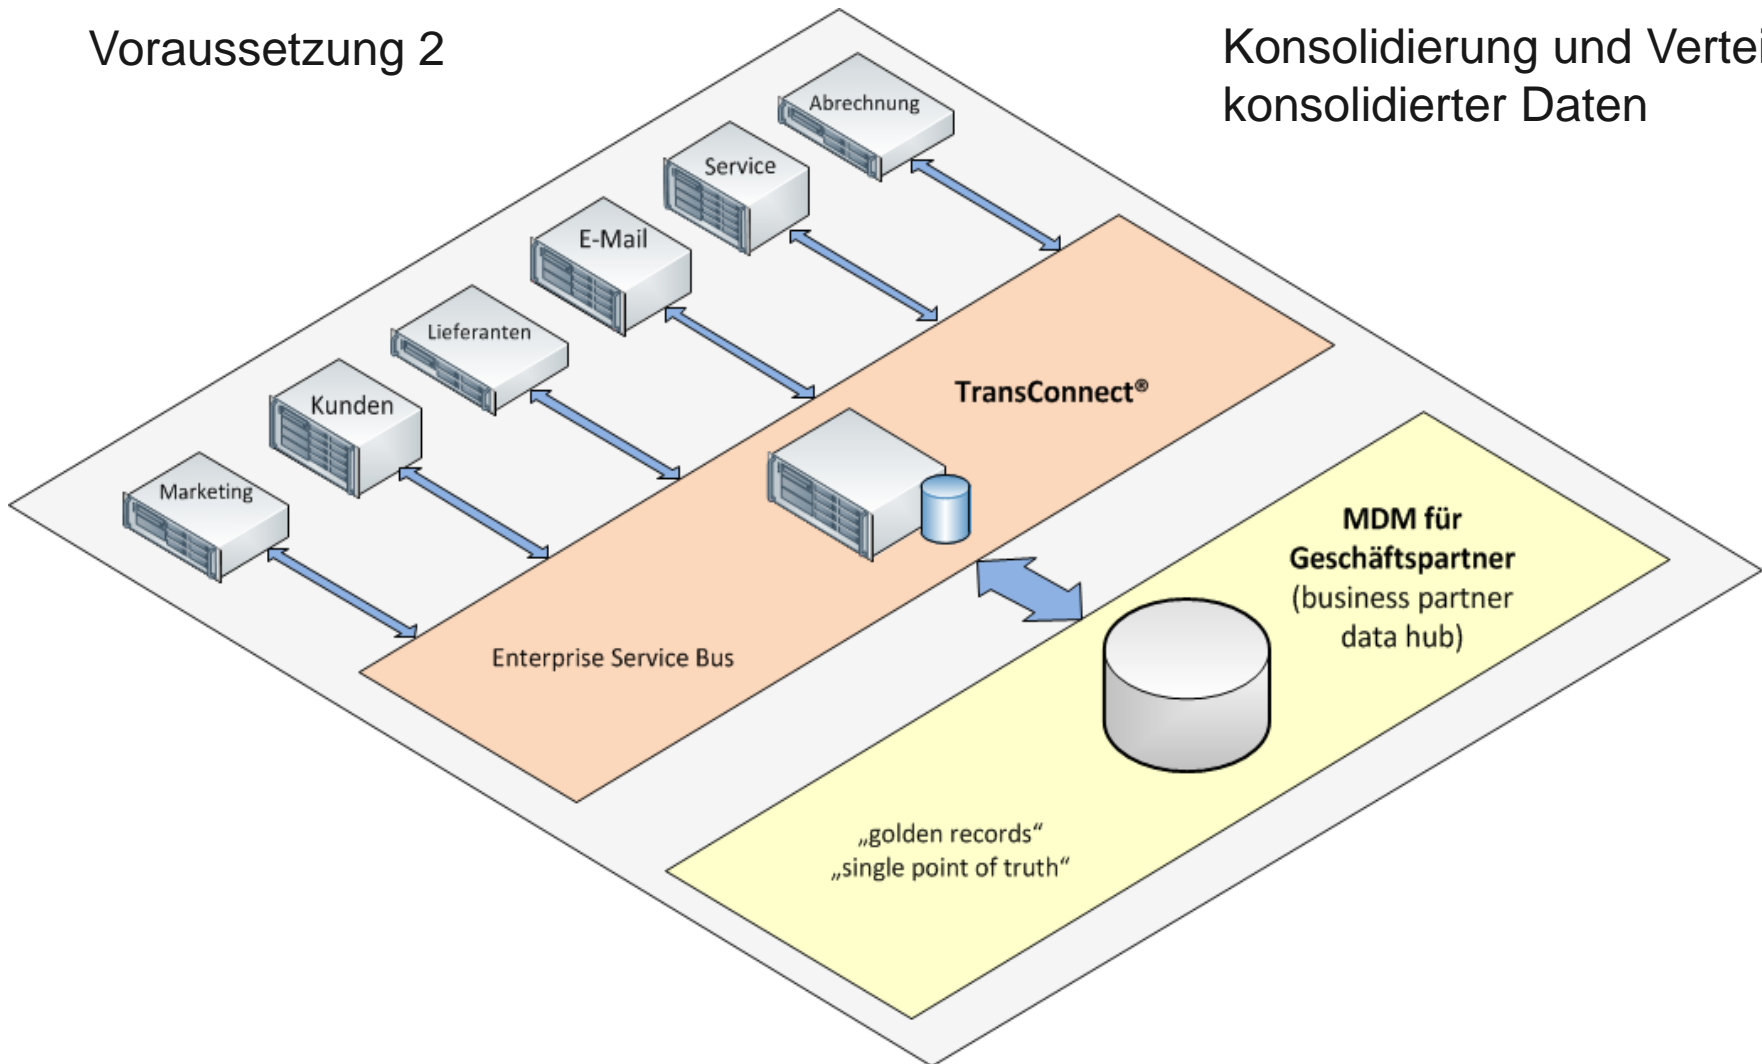 Voraussetzung 2
Konsolidierung und Vertei
konsolidierter Daten
Abrechnung
Service
E-Mail
Lieferanten
Kunden
Marketing
TransConnect®
Enterprise Service Bus
MDM für
Geschäftspartner
(business partner
data hub)
„golden records“
„single point of truth“